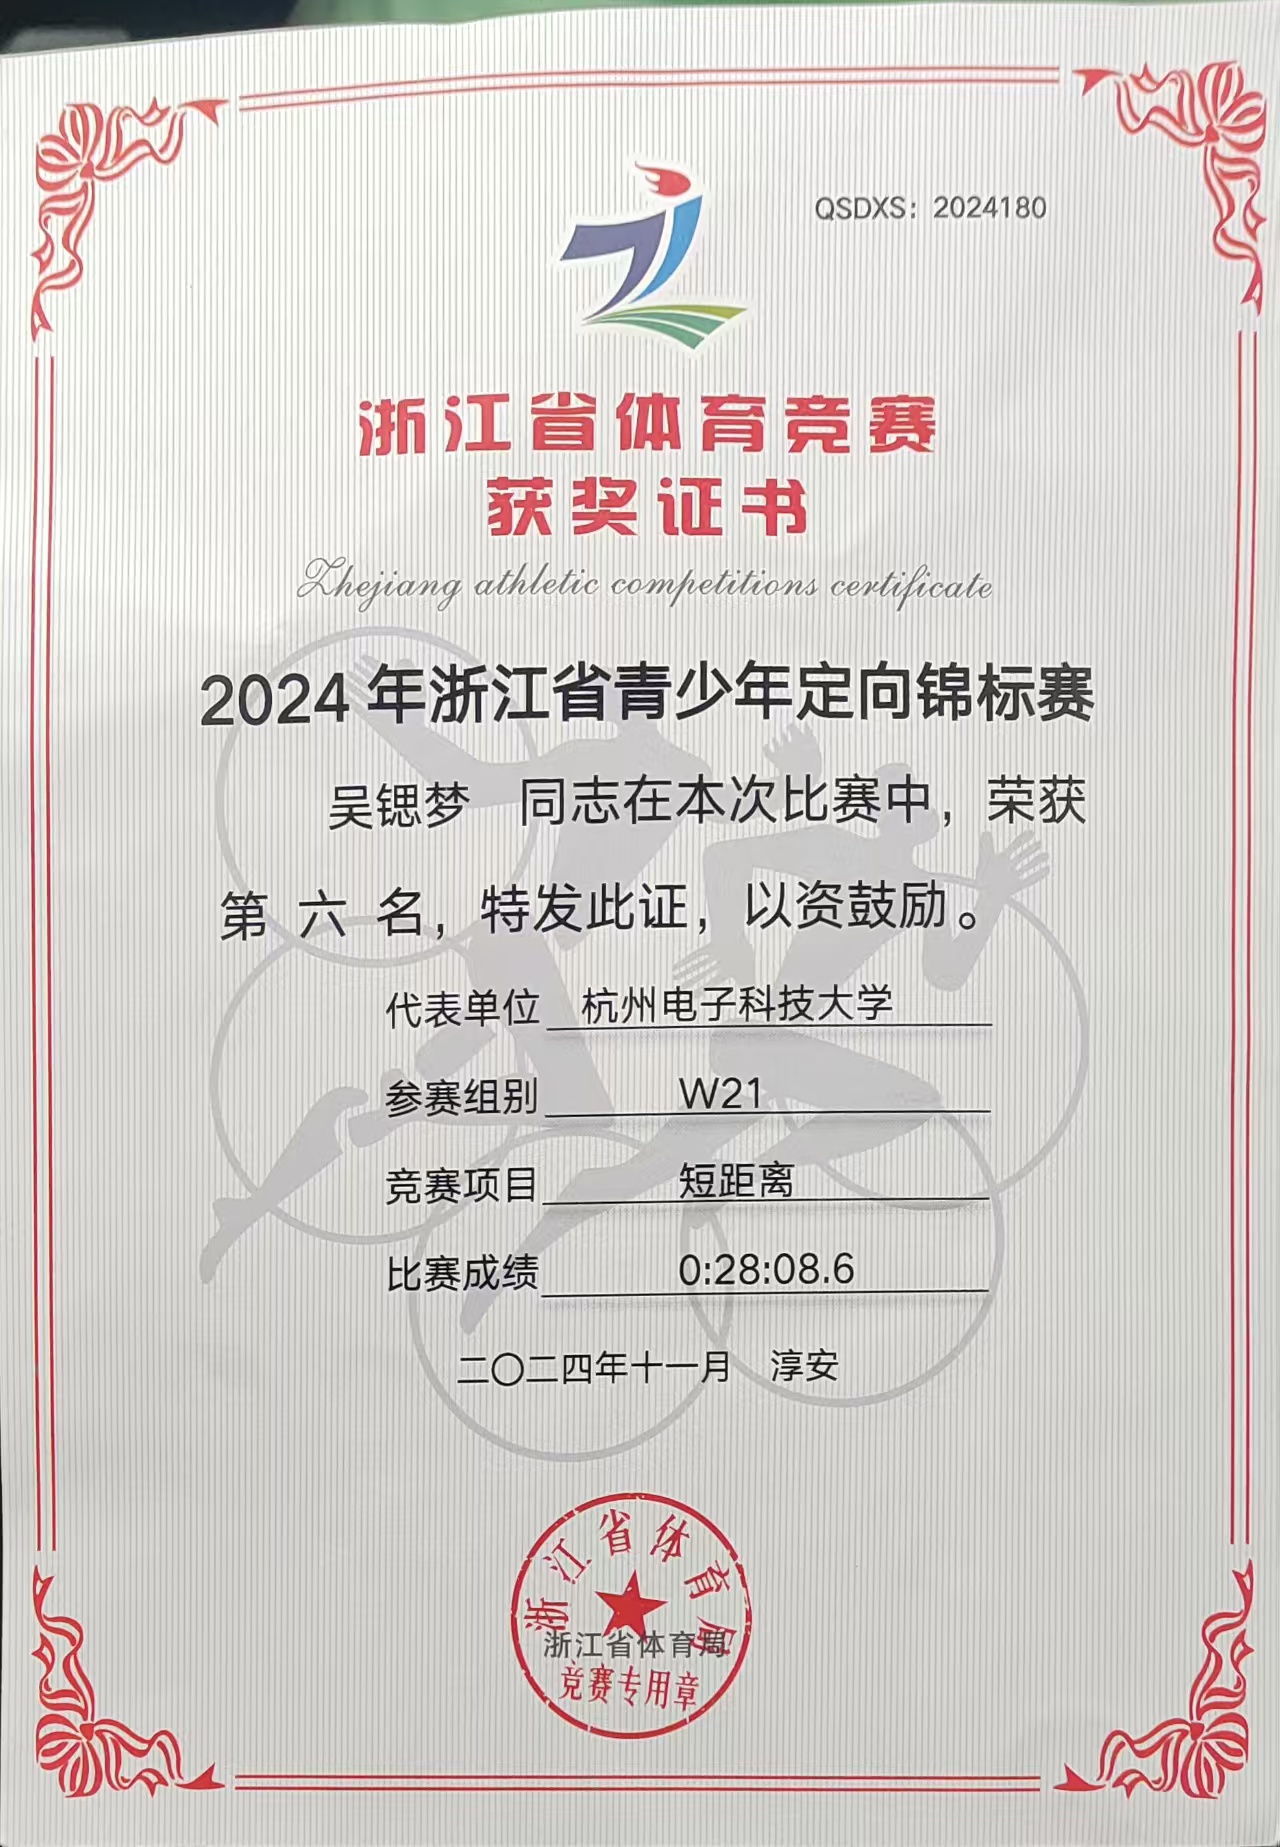 QSDXS：2024180
浙江省体育竞赛
获奖证书
Zhejiang athletic competitions certificate
2024年浙江省青少年定向锦标赛
吴锶梦 同志在本次比赛中，荣获
第 六 名，特发此证，以资鼓励。
代表单位 杭州电子科技大学
参赛组别 W21
竞赛项目 短距离
比赛成绩 0:28:08.6
二〇二四年十一月 淳安
浙江省体育局
浙江省体育局
竞赛专用章